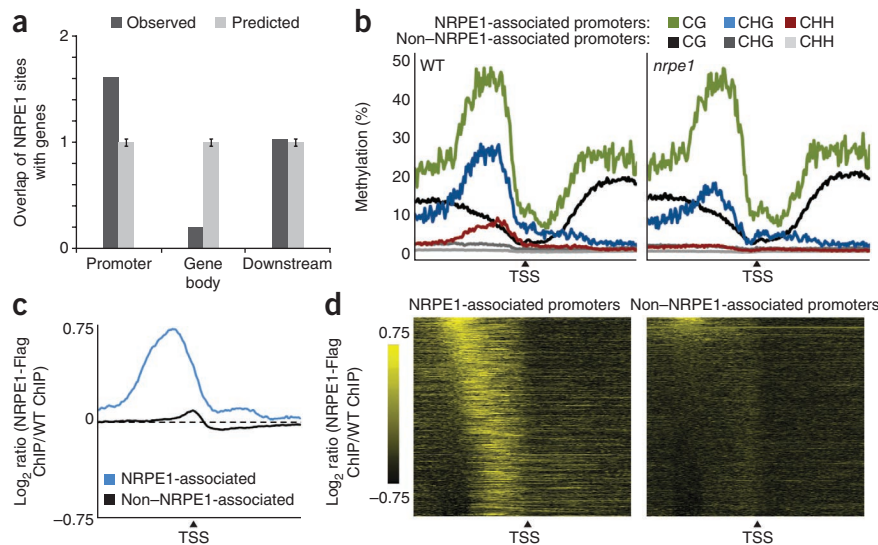 a
Observed Predicted
Overlap of NRPE1 sites
with genes
2
1
0
Promoter Gene body Downstream
b
NRPE1-associated promoters: CG CHG CHH
Non–NRPE1-associated promoters: CG CHG CHH
WT
nrpe1
Methylation (%)
50
40
30
20
10
0
TSS
TSS
c
Log2 ratio (NRPE1-Flag
ChIP/WT ChIP)
0.75
0
–0.75
NRPE1-associated
Non–NRPE1-associated
TSS
d
NRPE1-associated promoters Non–NRPE1-associated promoters
Log2 ratio (NRPE1-Flag
ChIP/WT ChIP)
0.75
–0.75
TSS
TSS